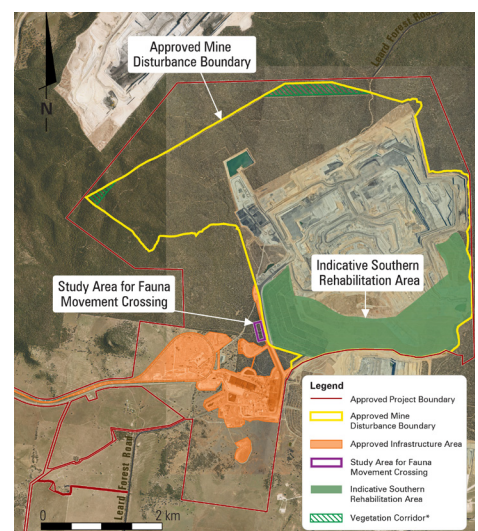 Leard Forest Road
Approved Mine
Disturbance Boundary
N
Indicative Southern
Rehabilitation Area
Study Area for Fauna
Movement Crossing
Leard Forest Road
0
2 km
Legend
Approved Project Boundary
Approved Mine
Disturbance Boundary
Approved Infrastructure Area
Study Area for Fauna
Movement Crossing
Indicative Southern
Rehabilitation Area
Vegetation Corridor*